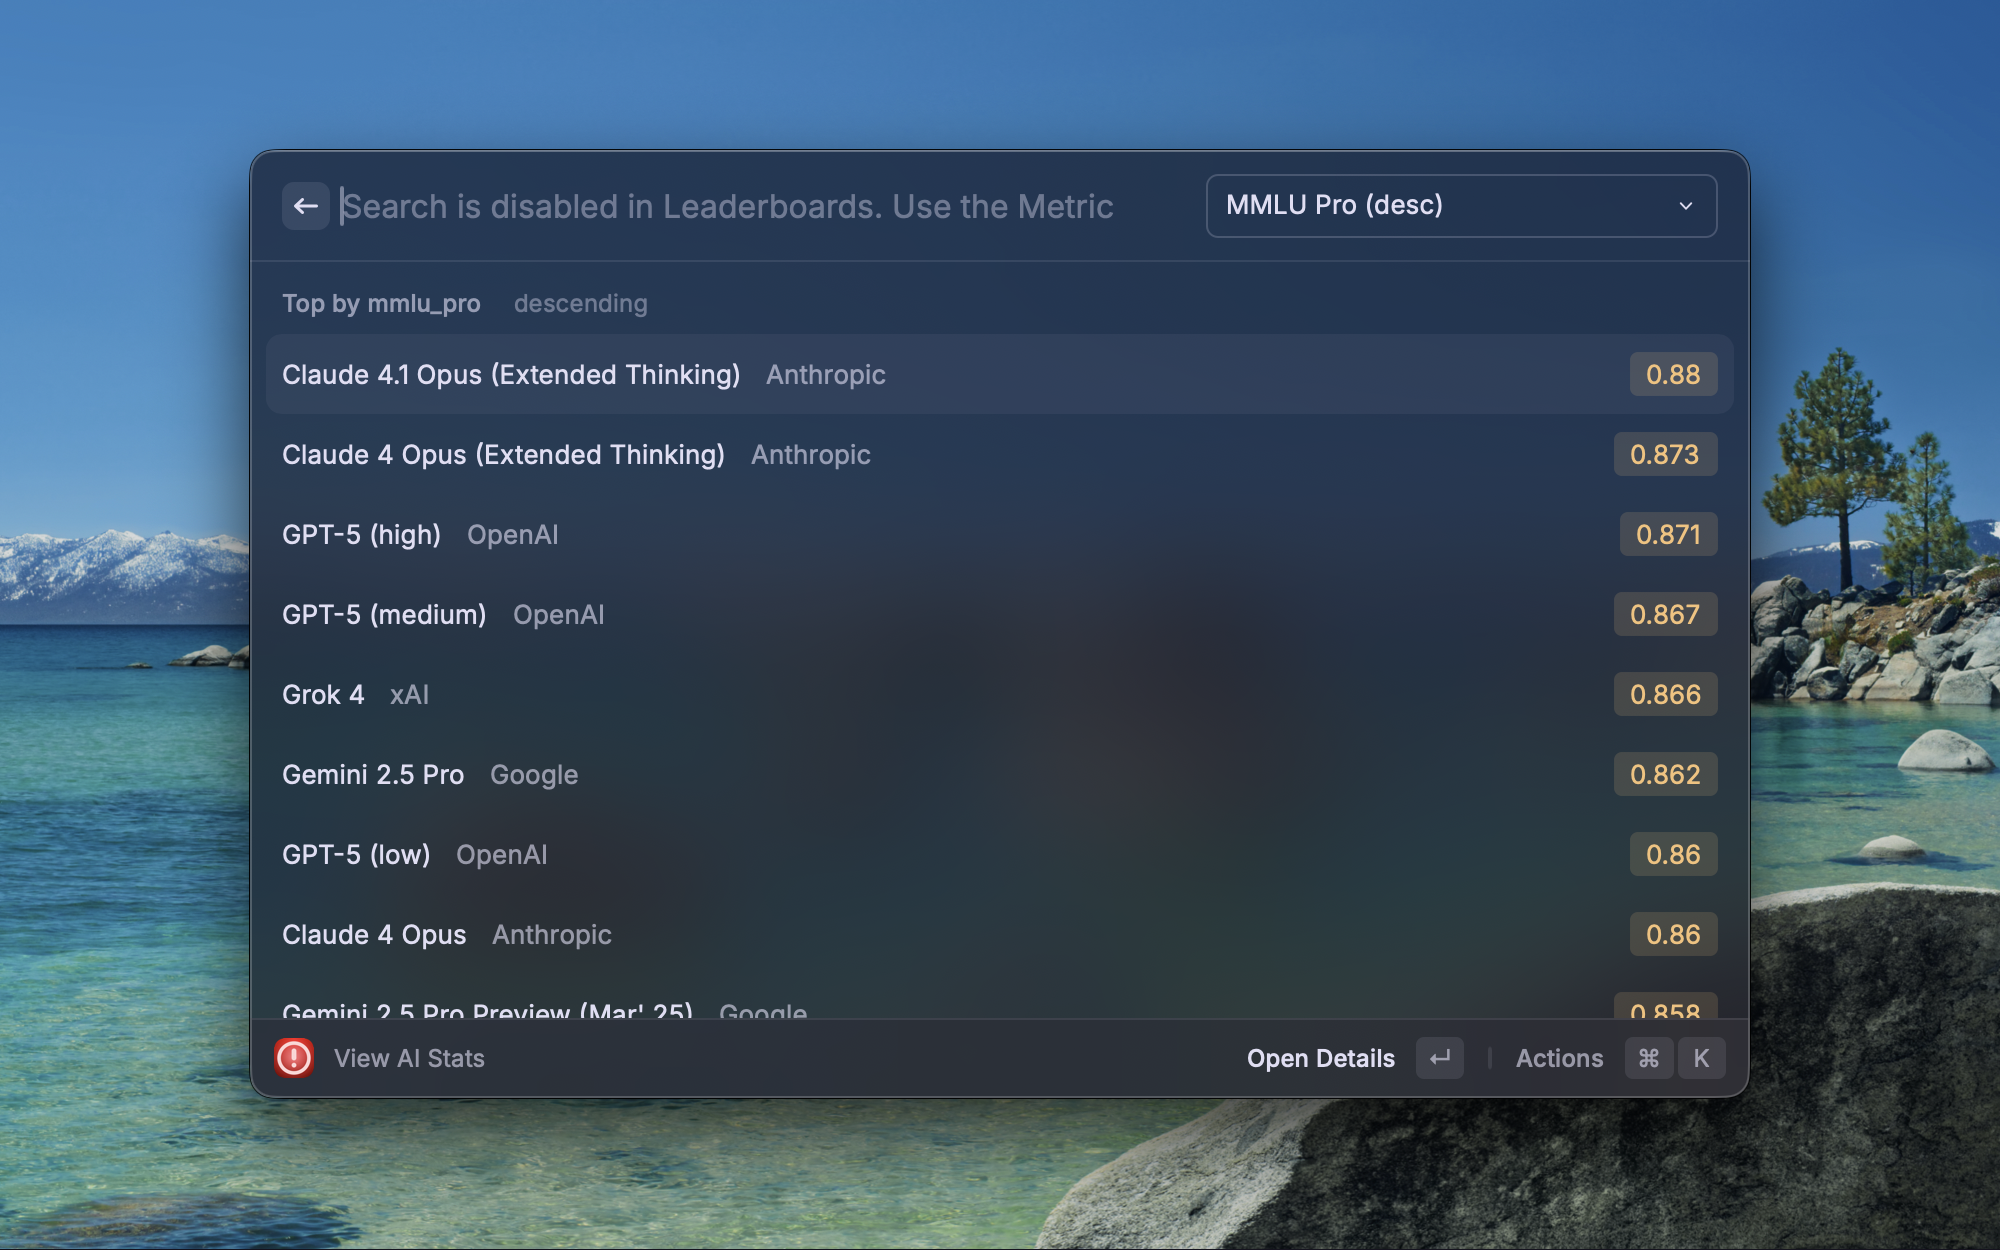 Search is disabled in Leaderboards. Use the Metric
MMLU Pro (desc)
Top by mmlu_pro descending
Claude 4.1 Opus (Extended Thinking) Anthropic 0.88
Claude 4 Opus (Extended Thinking) Anthropic 0.873
GPT-5 (high) OpenAI 0.871
GPT-5 (medium) OpenAI 0.867
Grok 4 xAI 0.866
Gemini 2.5 Pro Google 0.862
GPT-5 (low) OpenAI 0.86
Claude 4 Opus Anthropic 0.86
Gemini 2.5 Pro Preview (Mar' 25) Google 0.858
View AI Stats Open Details ↵ Actions ⌘ K